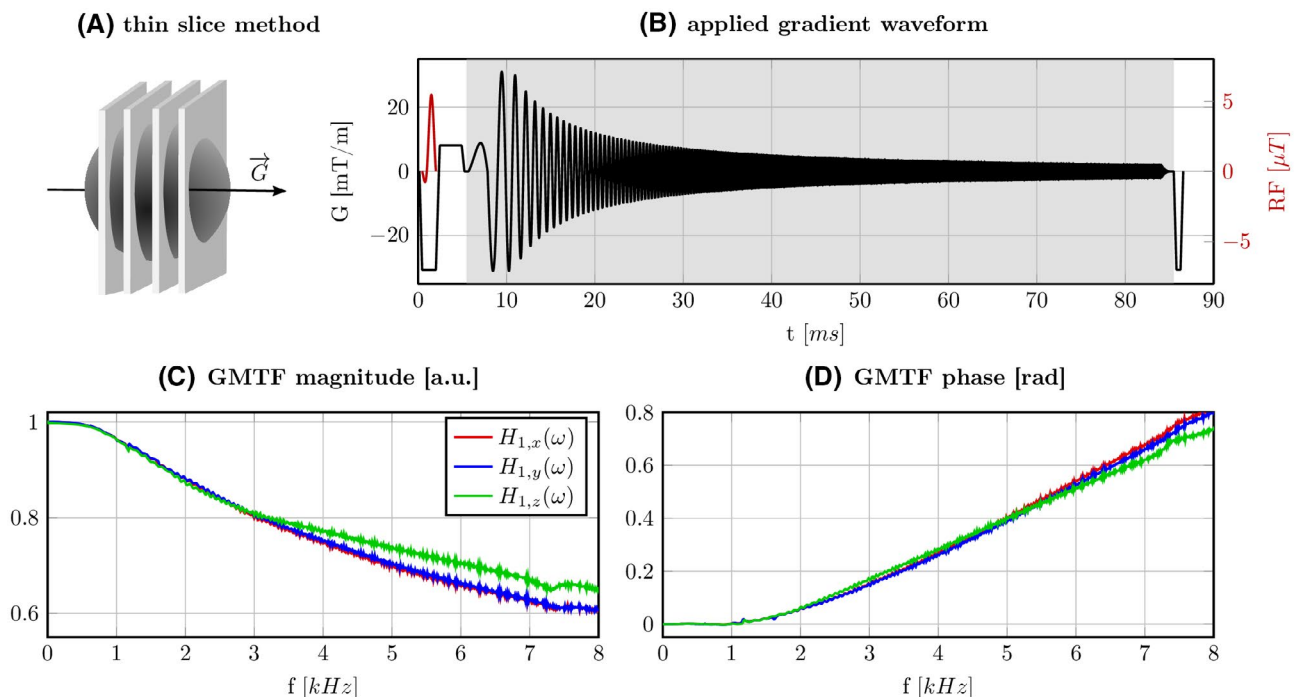 (A) thin slice method
G
(B) applied gradient waveform
G [mT/m]
20
0
−20
5
0
−5
RF [μT]
0 10 20 30 40 50 60 70 80 90
t [ms]
(C) GMTF magnitude [a.u.]
1
0.8
0.6
H1,x(ω)
H1,y(ω)
H1,z(ω)
0 1 2 3 4 5 6 7 8
f [kHz]
(D) GMTF phase [rad]
0.8
0.6
0.4
0.2
0
0 1 2 3 4 5 6 7 8
f [kHz]